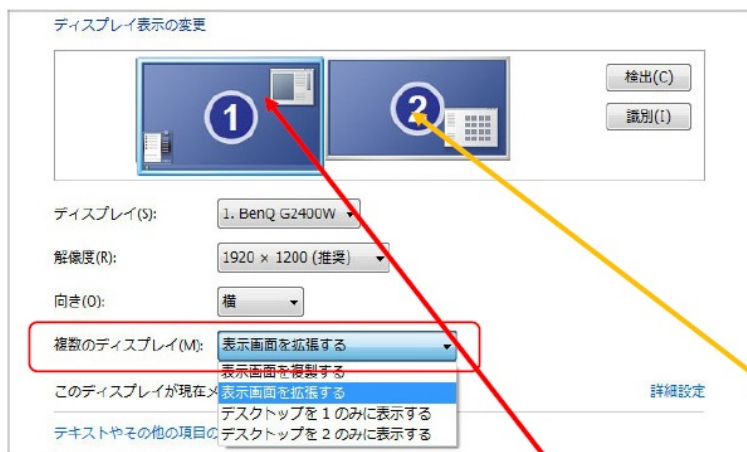 ディスプレイ表示の変更
1
2
検出(C)
識別(I)
ディスプレイ(S): 1. BenQ G2400W
解像度(R): 1920 × 1200 (推奨)
向き(O): 横
複数のディスプレイ(M): 表示画面を拡張する
表示画面を複製する
このディスプレイが現在メ 表示画面を拡張する 詳細設定
デスクトップを 1 のみに表示する
テキストやその他の項目の デスクトップを 2 のみに表示する